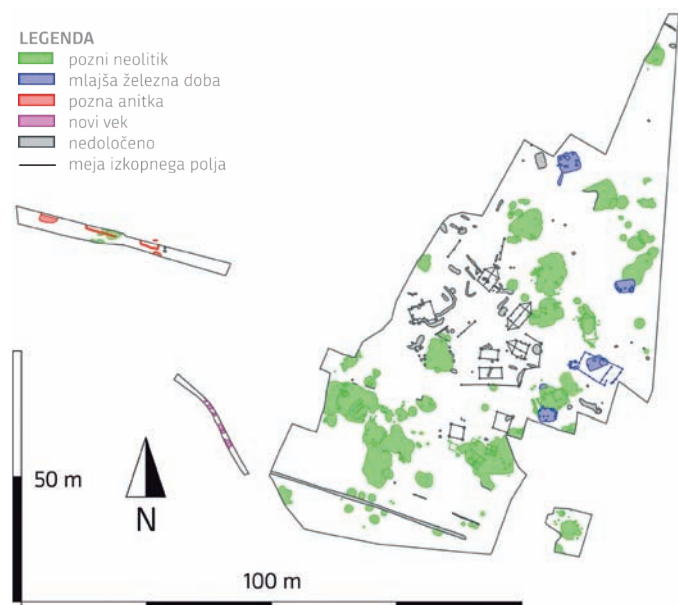 LEGENDA
pozni neolitik
mlajša železna doba
pozna anitka
novi vek
nedoločeno
meja izkopnega polja
50 m
N
100 m